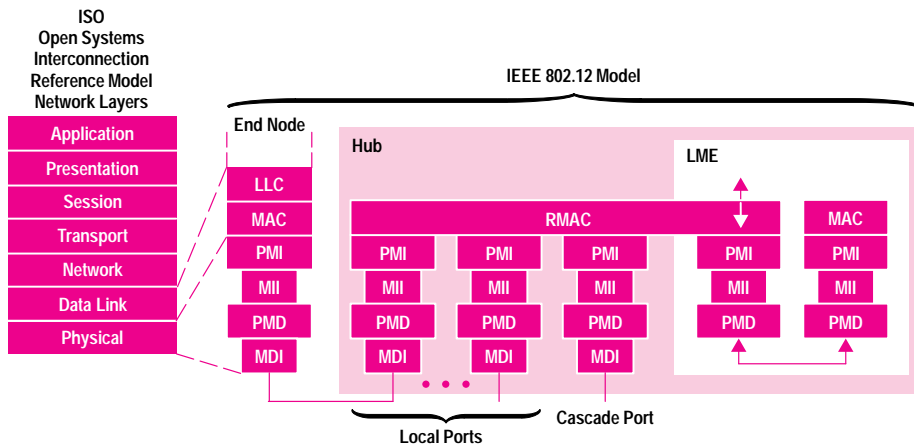 ISO
Open Systems
Interconnection
Reference Model
Network Layers
Application
Presentation
Session
Transport
Network
Data Link
Physical
IEEE 802.12 Model
End Node
LLC
MAC
PMI
MII
PMD
MDI
Hub
LME
RMAC
MAC
PMI PMI PMI PMI PMI
MII MII MII MII MII
PMD PMD PMD PMD PMD
MDI MDI MDI
Local Ports
Cascade Port